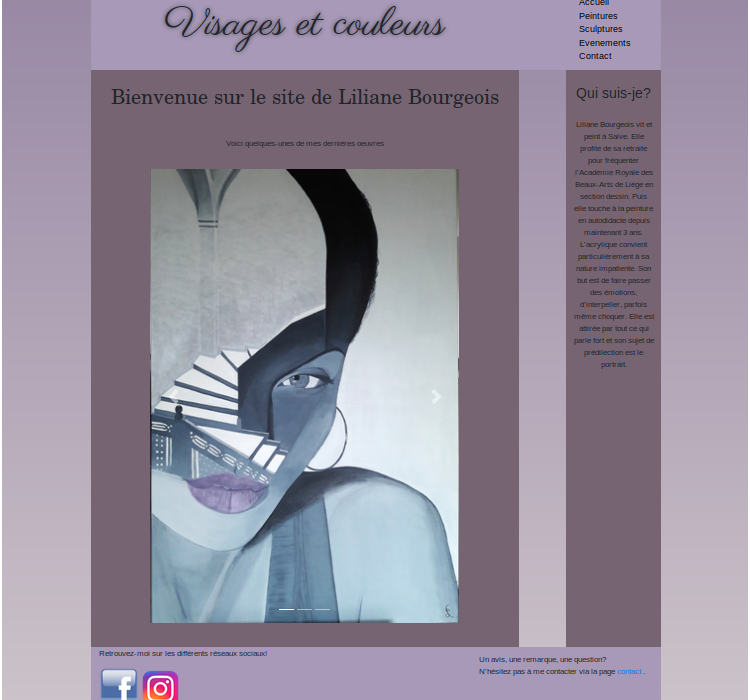 Visages et couleurs
Accueil
Peintures
Sculptures
Evenements
Contact
Bienvenue sur le site de Liliane Bourgeois
Voici quelques-unes de mes dernières oeuvres
Qui suis-je?
Liliane Bourgeois vit et
peint à Saive. Elle
profite de sa retraite
pour fréquenter
l'Académie Royale des
Beaux-Arts de Liège en
section dessin. Puis
elle touche à la peinture
en autodidacte depuis
maintenant 3 ans.
L'acrylique convient
particulièrement à sa
nature impatiente. Son
but est de faire passer
des émotions,
d'interpeller, parfois
même choquer. Elle est
attirée par tout ce qui
parle fort et son sujet de
prédilection est le
portrait.
Retrouvez-moi sur les différents réseaux sociaux!
Un avis, une remarque, une question?
N'hésitez pas à me contacter via la page contact .